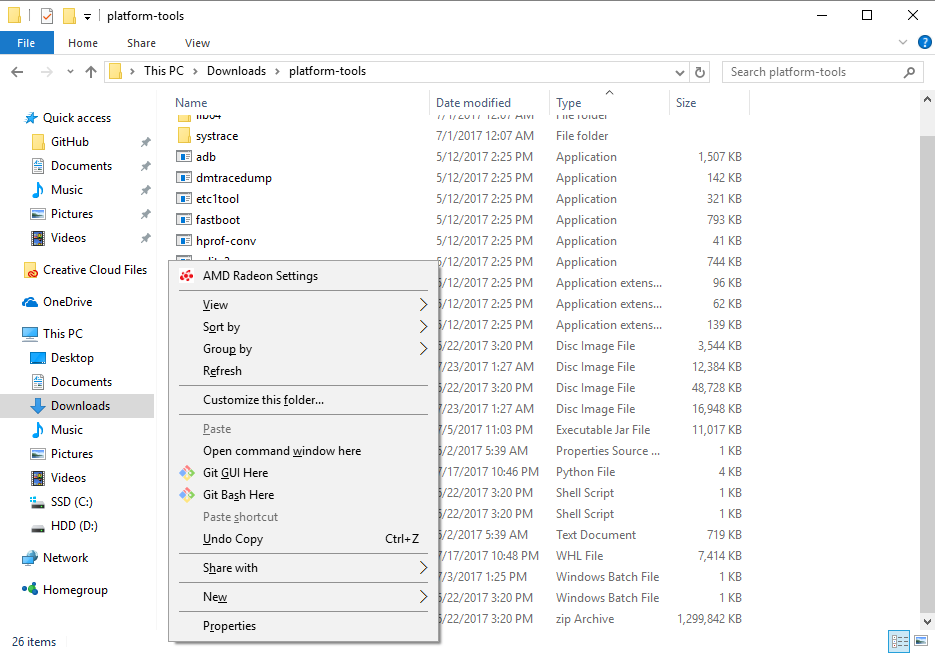 platform-tools
File Home Share View
This PC Downloads platform-tools
Search platform-tools
Name Date modified Type Size
Quick access
GitHub
Documents
Music
Pictures
Videos
Creative Cloud Files
OneDrive
This PC
Desktop
Documents
Downloads
Music
Pictures
Videos
SSD (C:)
HDD (D:)
Network
Homegroup
lib64 7/1/2017 12:07 AM File folder
systrace 7/1/2017 12:07 AM File folder
adb 5/12/2017 2:25 PM Application 1,507 KB
dmtracedump 5/12/2017 2:25 PM Application 142 KB
etc1tool 5/12/2017 2:25 PM Application 321 KB
fastboot 5/12/2017 2:25 PM Application 793 KB
hprof-conv 5/12/2017 2:25 PM Application 41 KB
5/12/2017 2:25 PM Application 744 KB
5/12/2017 2:25 PM Application extens... 96 KB
5/12/2017 2:25 PM Application extens... 62 KB
5/12/2017 2:25 PM Application extens... 139 KB
/22/2017 3:20 PM Disc Image File 3,544 KB
/23/2017 1:27 AM Disc Image File 12,384 KB
/22/2017 3:20 PM Disc Image File 48,728 KB
/23/2017 1:27 AM Disc Image File 16,948 KB
/5/2017 11:03 PM Executable Jar File 11,017 KB
/2/2017 5:39 AM Properties Source ... 1 KB
/17/2017 10:46 PM Python File 4 KB
/22/2017 3:20 PM Shell Script 1 KB
/22/2017 3:20 PM Shell Script 1 KB
/2/2017 5:39 AM Text Document 719 KB
/17/2017 10:48 PM WHL File 7,414 KB
/3/2017 1:25 PM Windows Batch File 1 KB
/22/2017 3:20 PM Windows Batch File 1 KB
/22/2017 3:20 PM zip Archive 1,299,842 KB
AMD Radeon Settings
View
Sort by
Group by
Refresh
Customize this folder...
Paste
Open command window here
Git GUI Here
Git Bash Here
Paste shortcut
Undo Copy Ctrl+Z
Share with
New
Properties
26 items